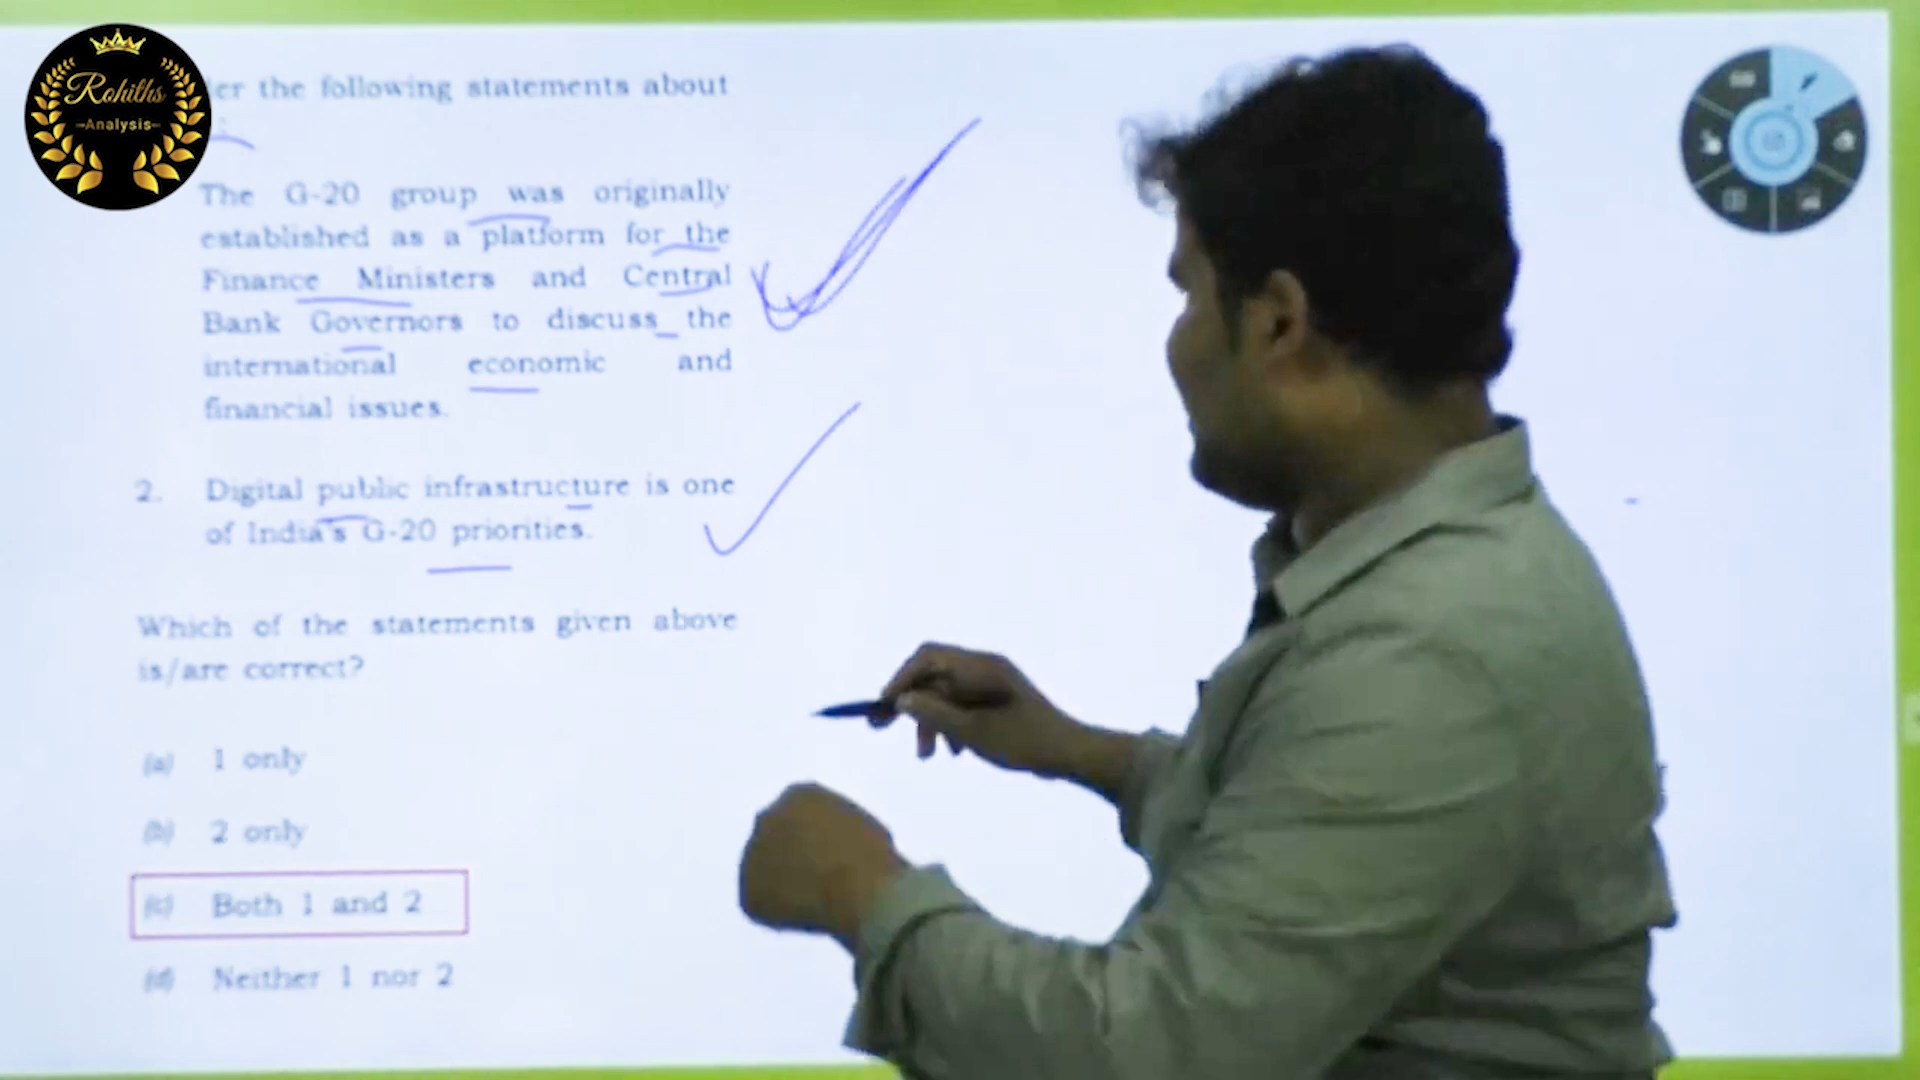 Rohiths
-Analysis-
der the following statements about
The G-20 group was originally
established as a platform for the
Finance Ministers and Central
Bank Governors to discuss the
international economic and
financial issues.
2. Digital public infrastructure is one
of India's G-20 priorities.
Which of the statements given above
is/are correct?
(a) 1 only
(b) 2 only
(c) Both 1 and 2
(d) Neither 1 nor 2